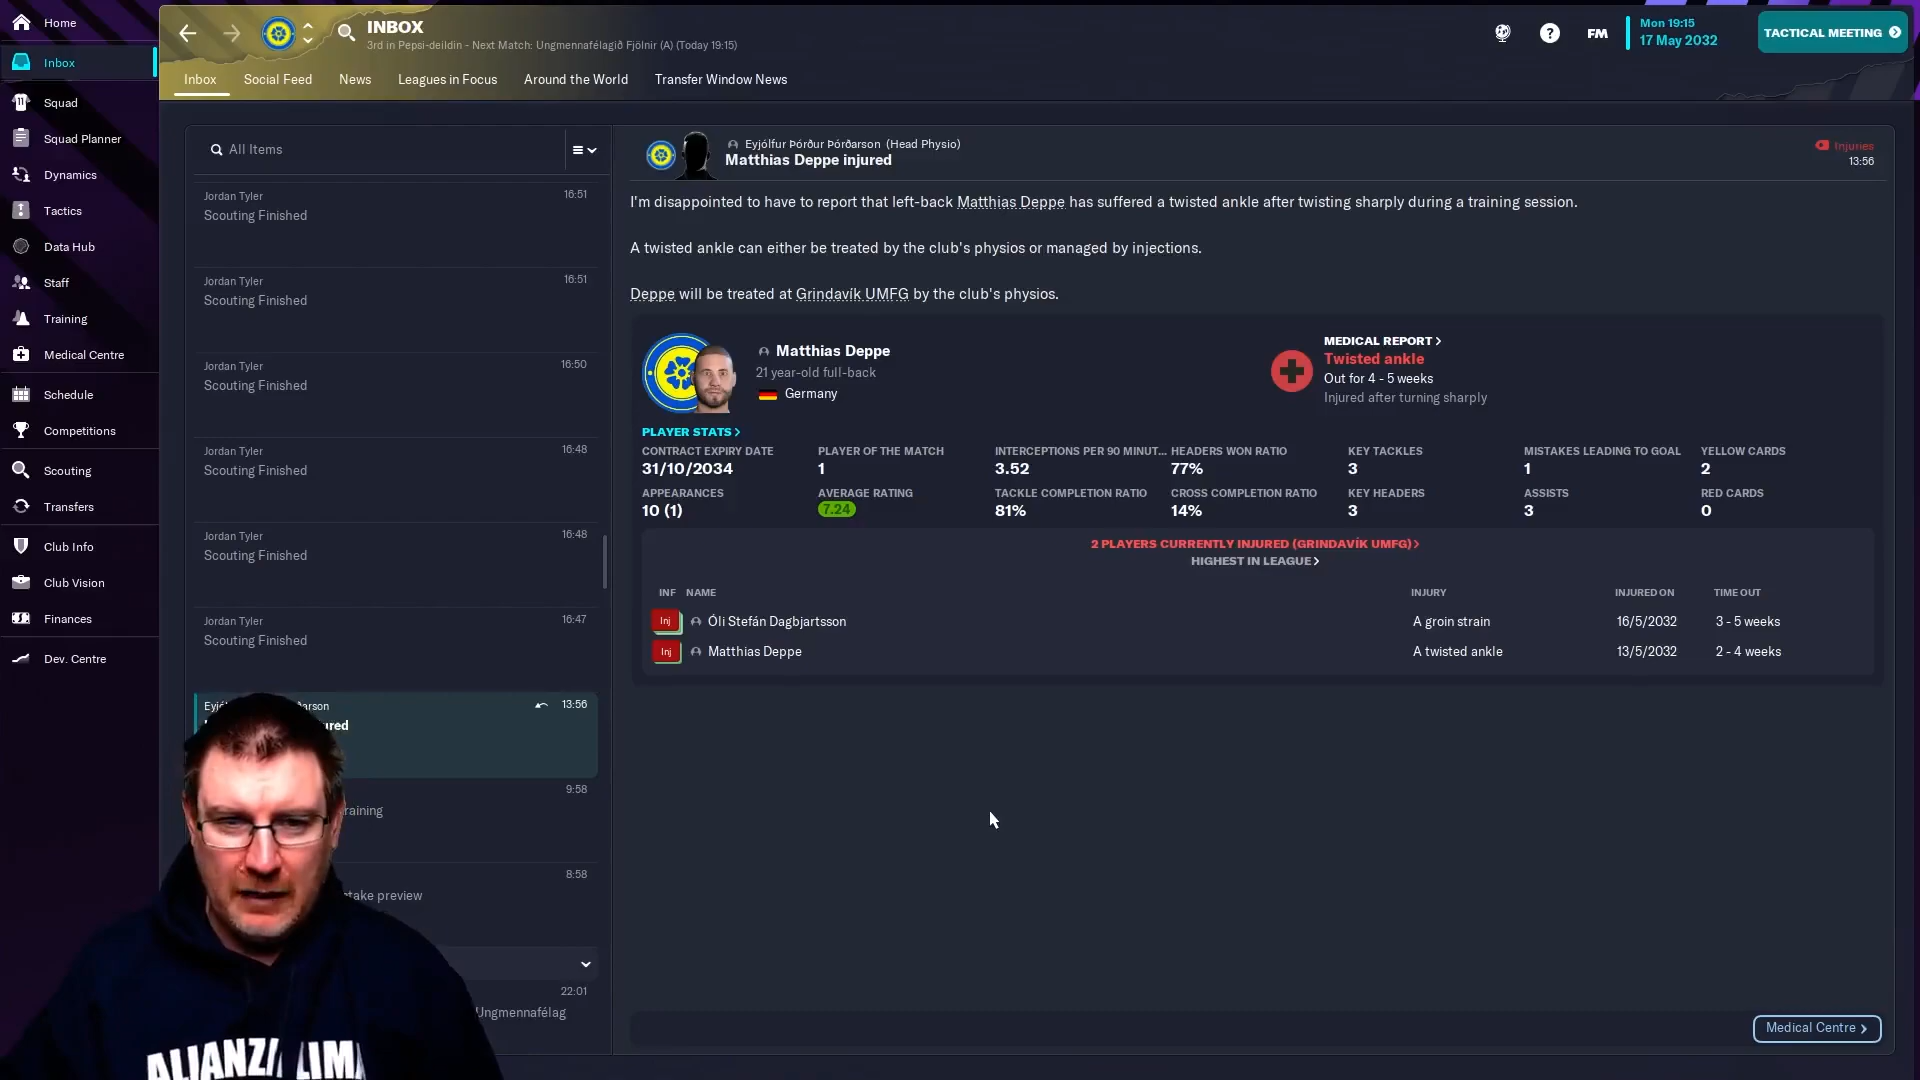 Home
Inbox
Squad
Squad Planner
Dynamics
Tactics
Data Hub
Staff
Training
Medical Centre
Schedule
Competitions
Scouting
Transfers
Club Info
Club Vision
Finances
Dev. Centre
INBOX
3rd in Pepsi-deildin - Next Match: Ungmennafélagið Fjölnir (A) (Today 19:15)
FM
Mon 19:15
17 May 2032
TACTICAL MEETING
Inbox Social Feed News Leagues in Focus Around the World Transfer Window News
All Items
Jordan Tyler 16:51
Scouting Finished
Jordan Tyler 16:51
Scouting Finished
Jordan Tyler 16:50
Scouting Finished
Jordan Tyler 16:48
Scouting Finished
Jordan Tyler 16:48
Scouting Finished
Jordan Tyler 16:47
Scouting Finished
13:56
9:58
8:58
preview
22:01
Ungmennafélag
ALIANZA LIMA
Eyjólfur Þórður Þórðarson (Head Physio)
Matthias Deppe injured
Injuries
13:56
I'm disappointed to have to report that left-back Matthias Deppe has suffered a twisted ankle after twisting sharply during a training session.
A twisted ankle can either be treated by the club's physios or managed by injections.
Deppe will be treated at Grindavík UMFG by the club's physios.
Matthias Deppe
21 year-old full-back
Germany
MEDICAL REPORT
Twisted ankle
Out for 4 - 5 weeks
Injured after turning sharply
PLAYER STATS
CONTRACT EXPIRY DATE PLAYER OF THE MATCH INTERCEPTIONS PER 90 MINUT... HEADERS WON RATIO KEY TACKLES MISTAKES LEADING TO GOAL YELLOW CARDS
31/10/2034 1 3.52 77% 3 1 2
APPEARANCES AVERAGE RATING TACKLE COMPLETION RATIO CROSS COMPLETION RATIO KEY HEADERS ASSISTS RED CARDS
10 (1) 7.24 81% 14% 3 3 0
2 PLAYERS CURRENTLY INJURED (GRINDAVÍK UMFG)
HIGHEST IN LEAGUE
INF NAME INJURY INJURED ON TIME OUT
Inj Óli Stefán Dagbjartsson A groin strain 16/5/2032 3 - 5 weeks
Inj Matthias Deppe A twisted ankle 13/5/2032 2 - 4 weeks
Medical Centre